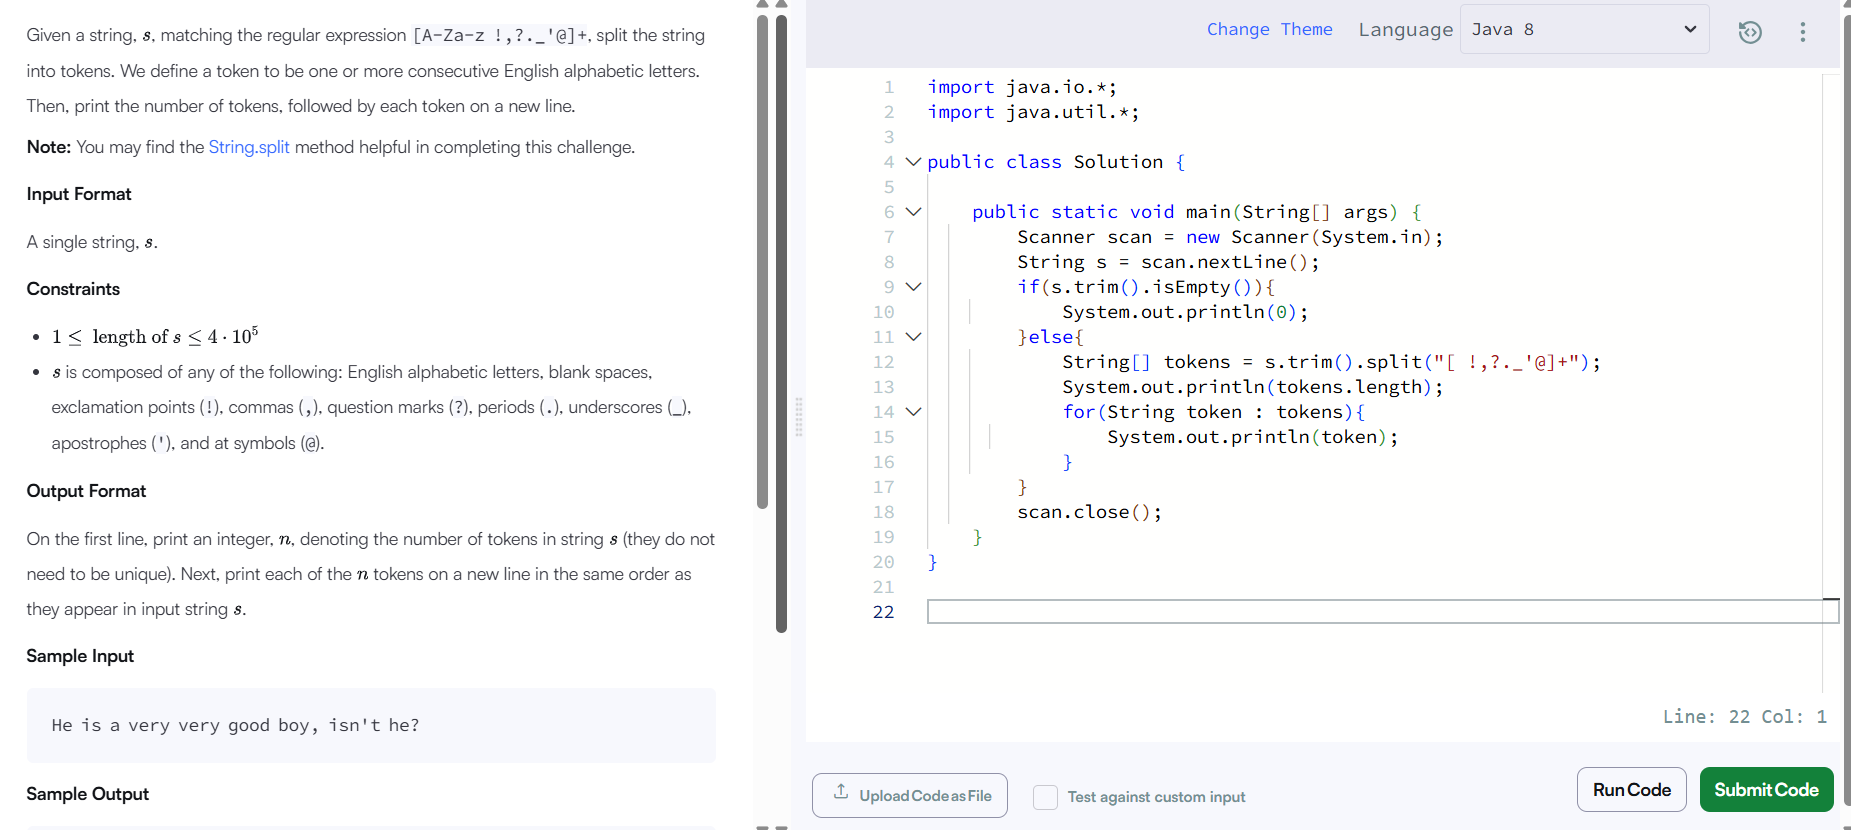 Given a string, s, matching the regular expression [A-Za-z !,?._'@]+, split the string
into tokens. We define a token to be one or more consecutive English alphabetic letters.
Then, print the number of tokens, followed by each token on a new line.
Note: You may find the String.split method helpful in completing this challenge.
Input Format
A single string, s.
Constraints
• 1 ≤ length of s ≤ 4 · 10⁵
• s is composed of any of the following: English alphabetic letters, blank spaces,
exclamation points (!), commas (,), question marks (?), periods (.), underscores (_),
apostrophes ('), and at symbols (@).
Output Format
On the first line, print an integer, n, denoting the number of tokens in string s (they do not
need to be unique). Next, print each of the n tokens on a new line in the same order as
they appear in input string s.
Sample Input
He is a very very good boy, isn't he?
Sample Output
Change Theme Language Java 8
1 import java.io.*;
2 import java.util.*;
3
4 public class Solution {
5
6     public static void main(String[] args) {
7         Scanner scan = new Scanner(System.in);
8         String s = scan.nextLine();
9         if(s.trim().isEmpty()){
10             System.out.println(0);
11         }else{
12             String[] tokens = s.trim().split("[ !,?._'@]+");
13             System.out.println(tokens.length);
14             for(String token : tokens){
15                 System.out.println(token);
16             }
17         }
18         scan.close();
19     }
20 }
21
22
Line: 22 Col: 1
Upload Code as File
Test against custom input
Run Code
Submit Code